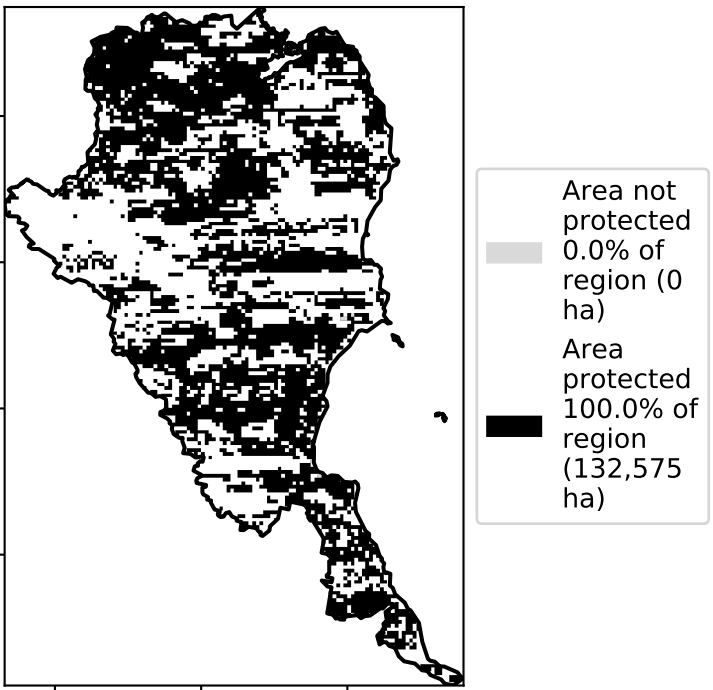 Area not
protected
0.0% of
region (0
ha)
Area
protected
100.0% of
region
(132,575
ha)